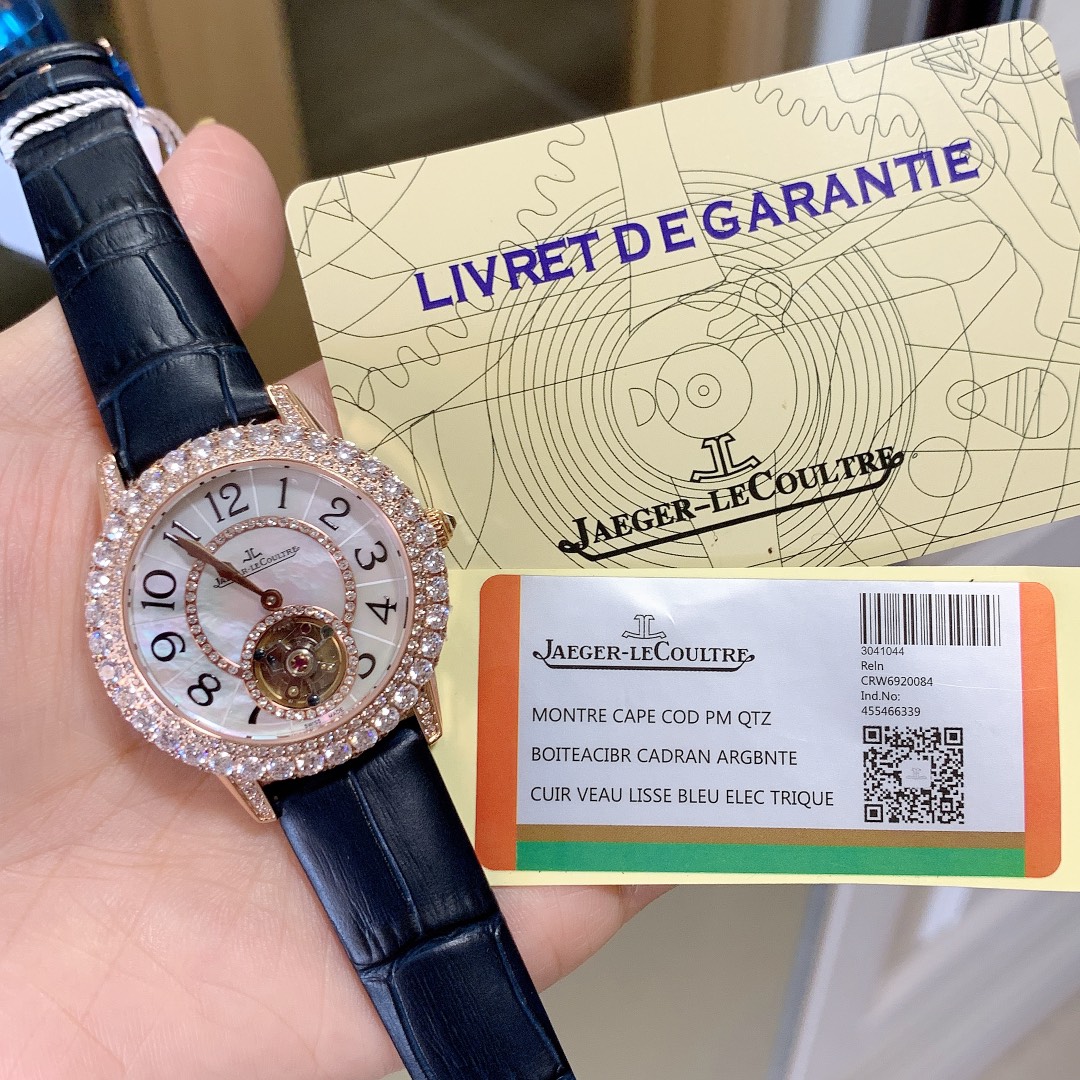 LIVRET DE GARANTIE
JAEGER-LECOULTRE
12 1 2 3 4 5 7 8 9 10 11
JAEGER-LECOULTRE
JAEGER-LECOULTRE
MONTRE CAPE COD PM QTZ
BOITEACIBR CADRAN ARGBNTE
CUIR VEAU LISSE BLEU ELEC TRIQUE
3041044
Reln
CRW6920084
Ind.No:
455466339